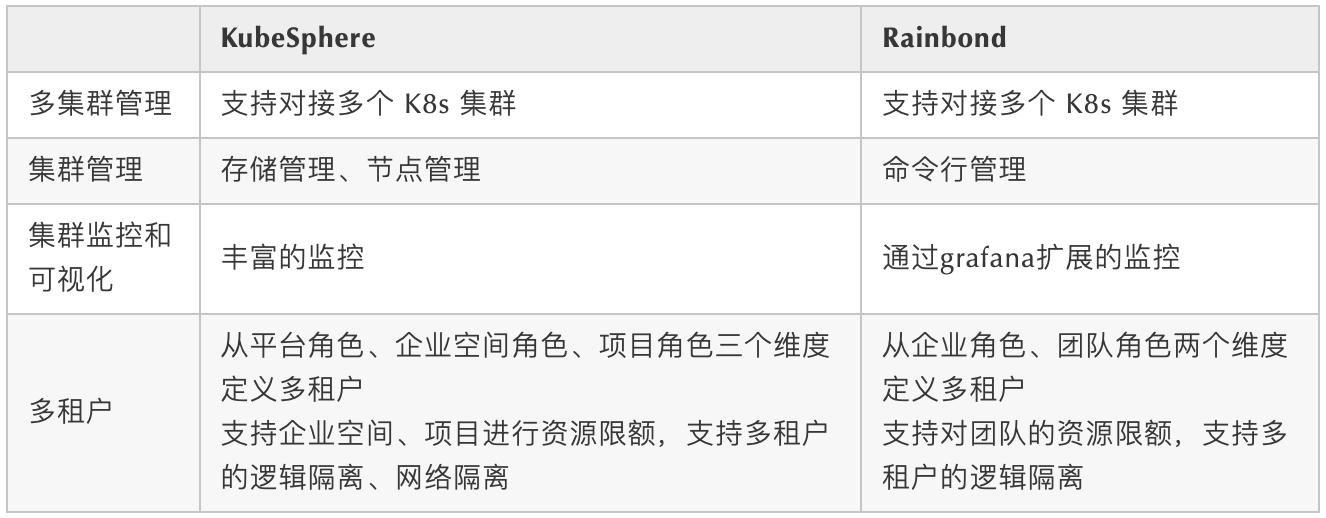 KubeSphere
Rainbond
多集群管理
支持对接多个 K8s 集群
支持对接多个 K8s 集群
集群管理
存储管理、节点管理
命令行管理
集群监控和
可视化
丰富的监控
通过grafana扩展的监控
多租户
从平台角色、企业空间角色、项目角色三个维度
定义多租户
支持企业空间、项目进行资源限额，支持多租户
的逻辑隔离、网络隔离
从企业角色、团队角色两个维度
定义多租户
支持对团队的资源限额，支持多
租户的逻辑隔离